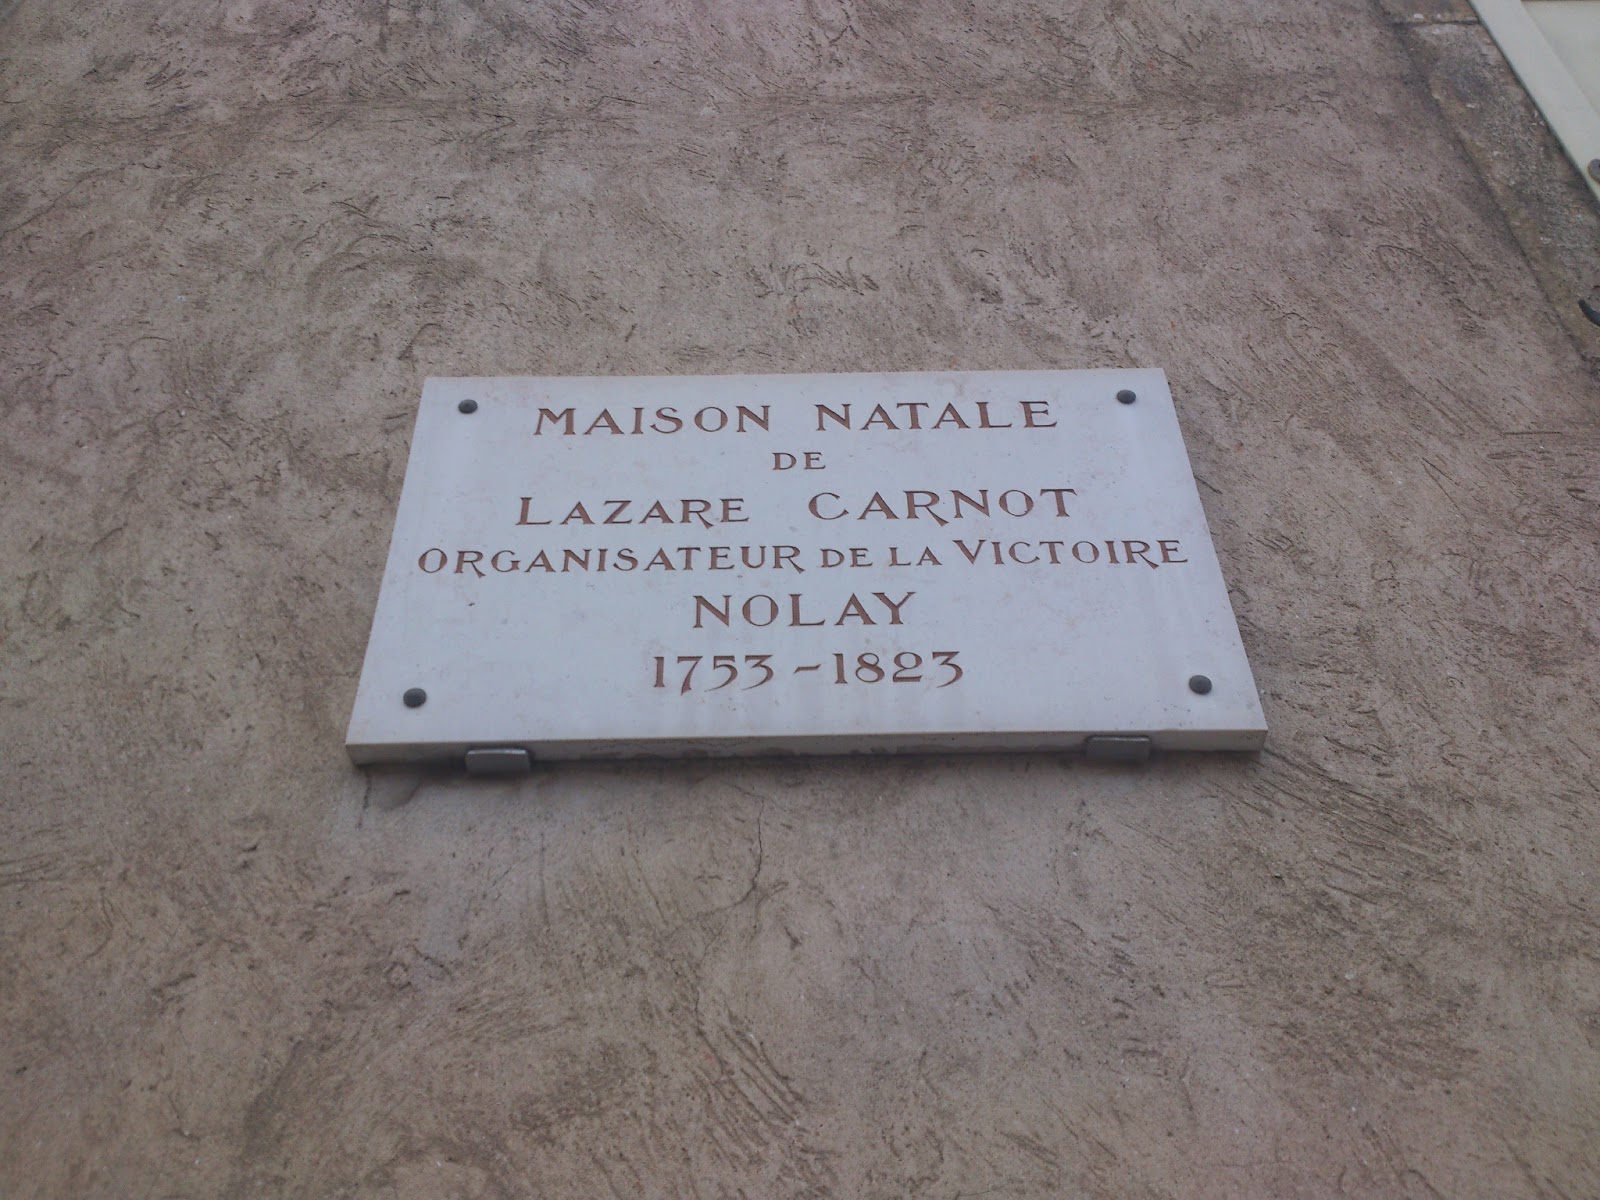 MAISON NATALE
DE
LAZARE CARNOT
ORGANISATEUR DE LA VICTOIRE
NOLAY
1753-1823